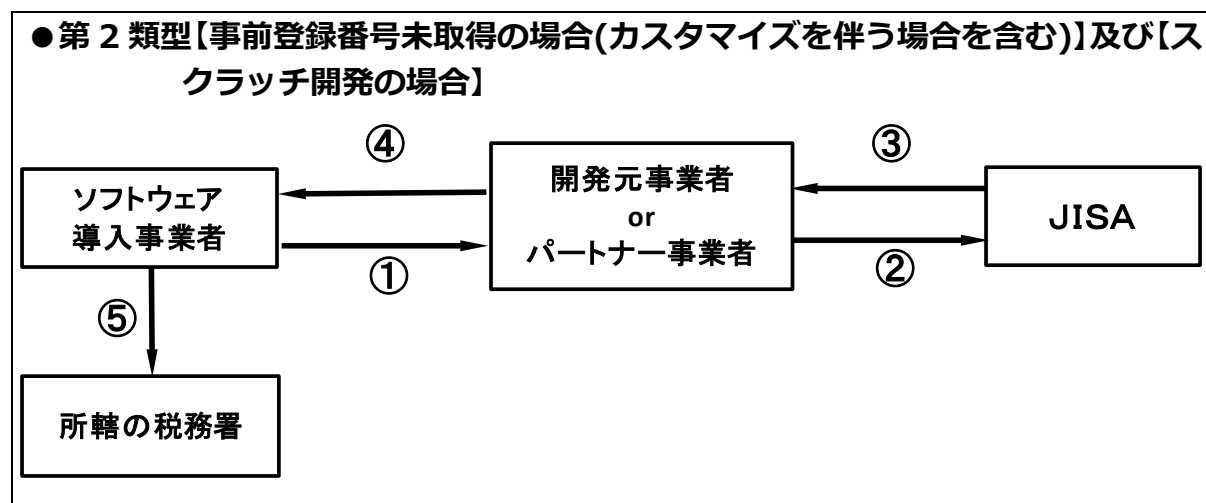 ●第2類型【事前登録番号未取得の場合(カスタマイズを伴う場合を含む)】及び【ス
クラッチ開発の場合】
④
③
ソフトウェア
導入事業者
開発元事業者
or
パートナー事業者
JISA
①
②
⑤
所轄の税務署